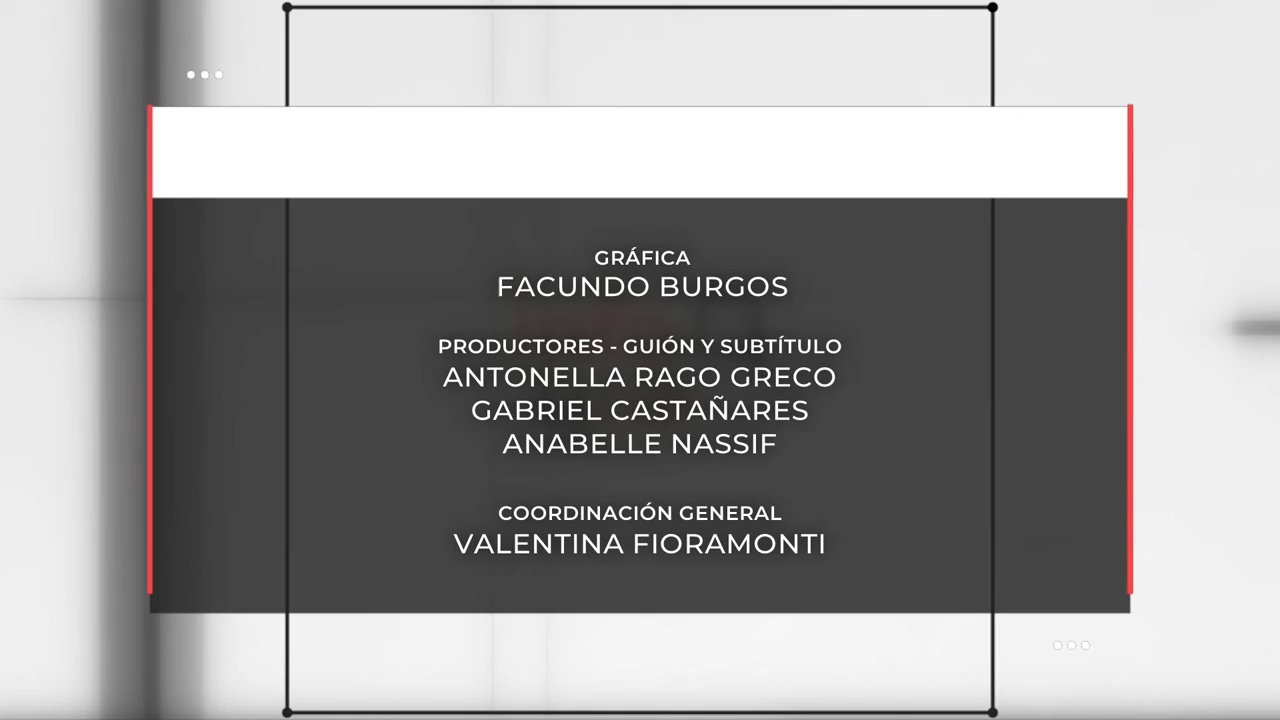 GRÁFICA
FACUNDO BURGOS
PRODUCTORES - GUIÓN Y SUBTÍTULO
ANTONELLA RAGO GRECO
GABRIEL CASTAÑARES
ANABELLE NASSIF
COORDINACIÓN GENERAL
VALENTINA FIORAMONTI